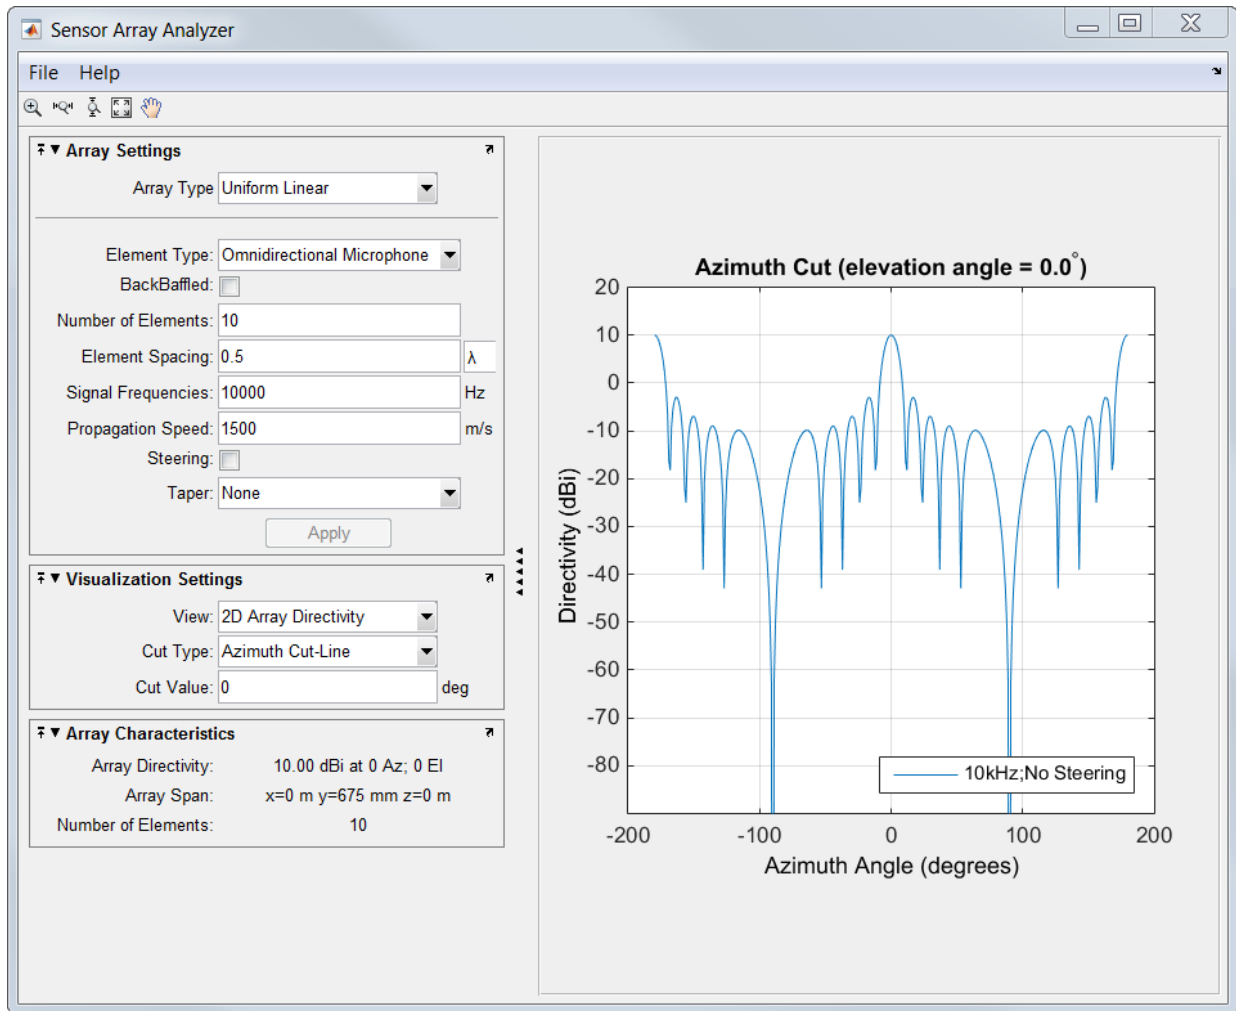 Sensor Array Analyzer
File Help
Array Settings
Array Type Uniform Linear
Element Type: Omnidirectional Microphone
BackBaffled:
Number of Elements: 10
Element Spacing: 0.5 λ
Signal Frequencies: 10000 Hz
Propagation Speed: 1500 m/s
Steering:
Taper: None
Apply
Visualization Settings
View: 2D Array Directivity
Cut Type: Azimuth Cut-Line
Cut Value: 0 deg
Array Characteristics
Array Directivity: 10.00 dBi at 0 Az; 0 El
Array Span: x=0 m y=675 mm z=0 m
Number of Elements: 10
Azimuth Cut (elevation angle = 0.0°)
20
10
0
-10
-20
-30
-40
-50
-60
-70
-80
Directivity (dBi)
10kHz;No Steering
-200 -100 0 100 200
Azimuth Angle (degrees)